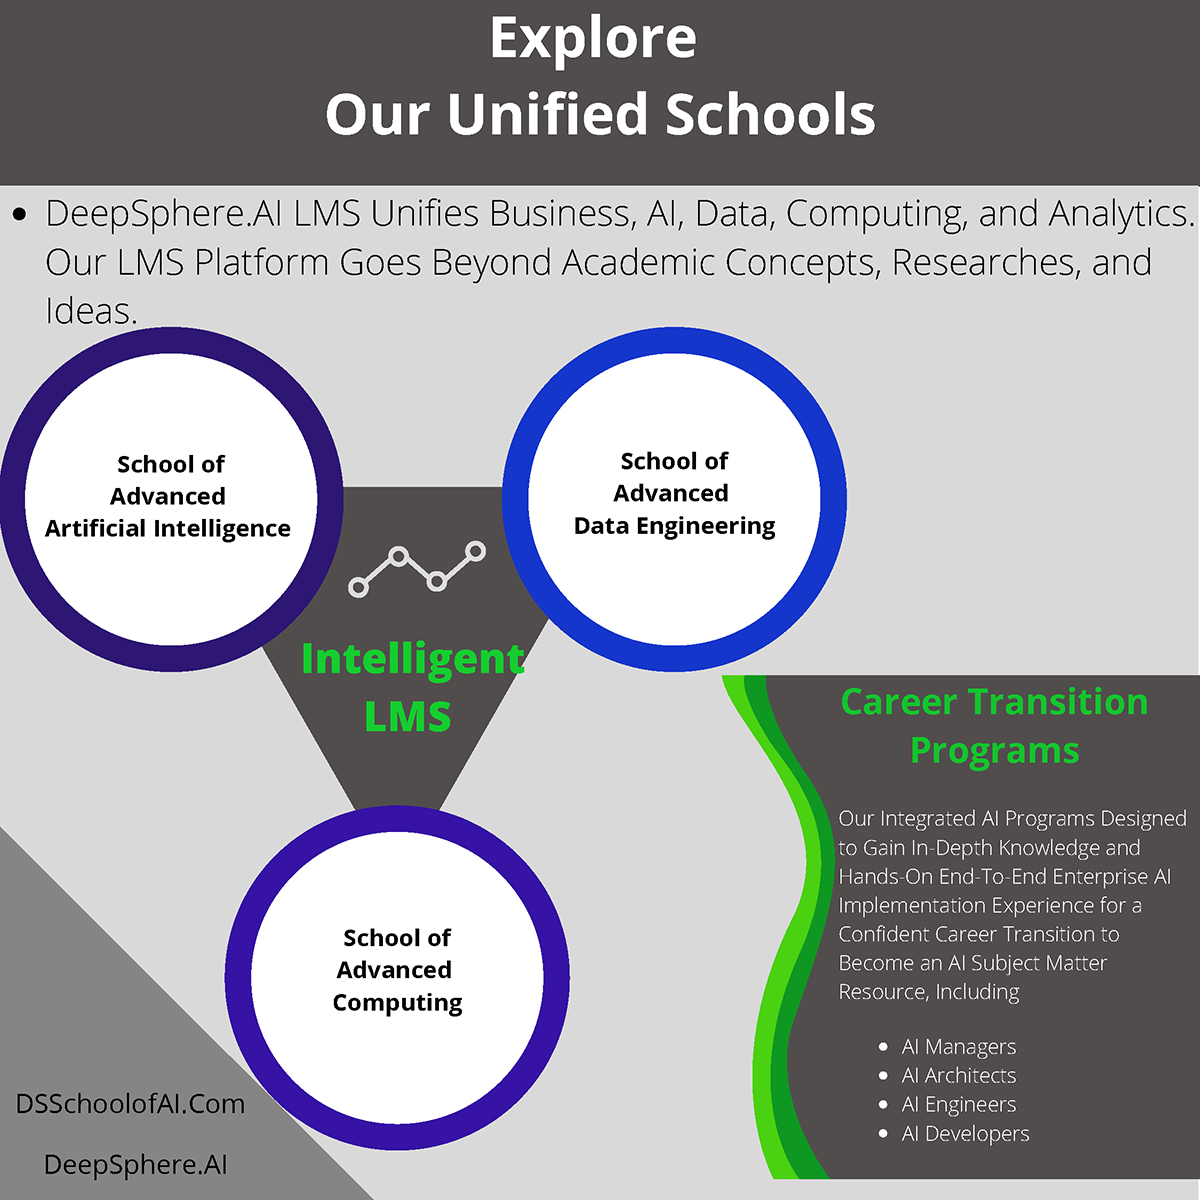 Explore
Our Unified Schools
• DeepSphere.AI LMS Unifies Business, AI, Data, Computing, and Analytics.
Our LMS Platform Goes Beyond Academic Concepts, Researches, and
Ideas.
School of
Advanced
Artificial Intelligence
School of
Advanced
Data Engineering
Intelligent
LMS
School of
Advanced
Computing
Career Transition
Programs
Our Integrated AI Programs Designed
to Gain In-Depth Knowledge and
Hands-On End-To-End Enterprise AI
Implementation Experience for a
Confident Career Transition to
Become an AI Subject Matter
Resource, Including
• AI Managers
• AI Architects
• AI Engineers
• AI Developers
DSSchoolofAI.Com
DeepSphere.AI